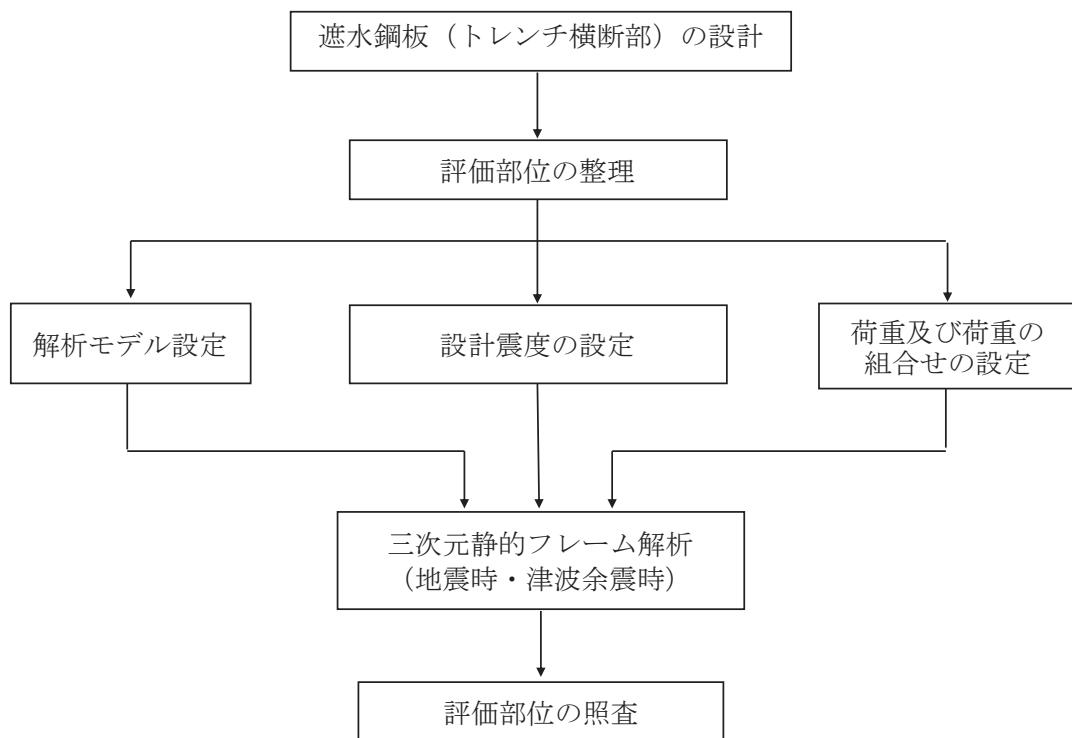 遮水鋼板（トレンチ横断部）の設計
評価部位の整理
解析モデル設定
設計震度の設定
荷重及び荷重の
組合せの設定
三次元静的フレーム解析
（地震時・津波余震時）
評価部位の照査